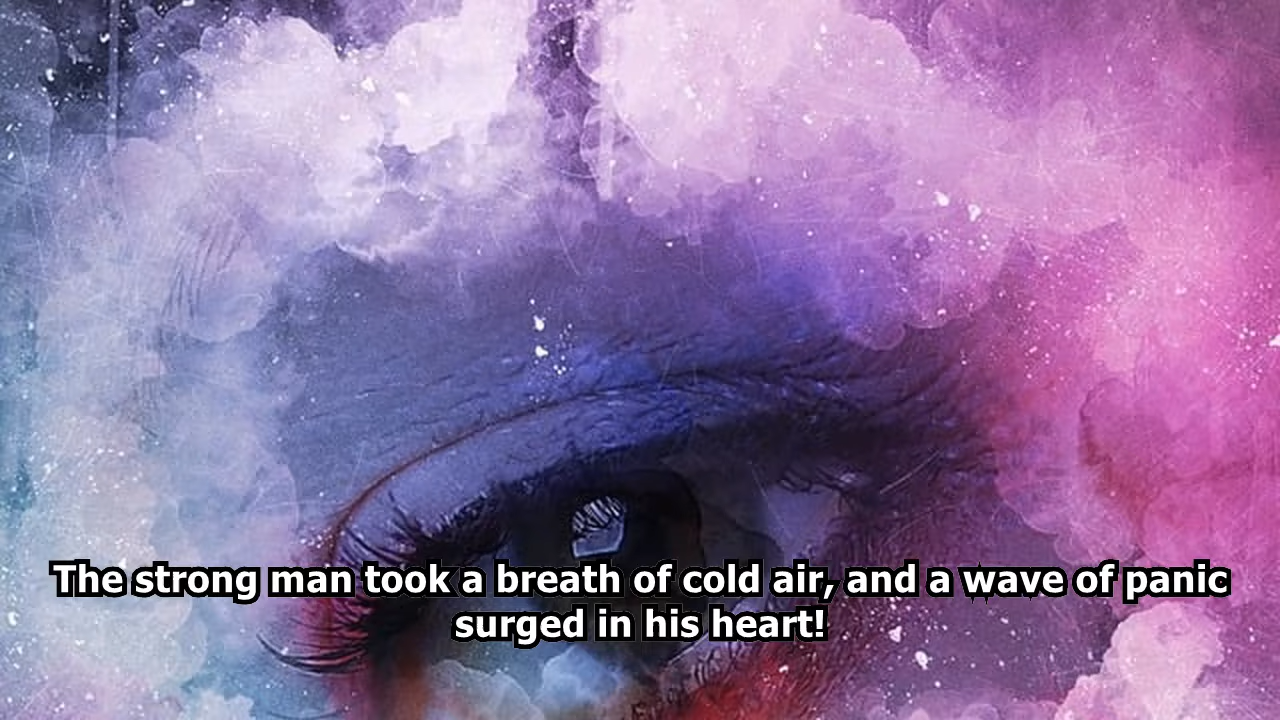 The strong man took a breath of cold air, and a wave of panic
surged in his heart!